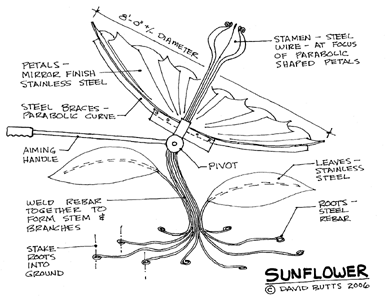 8'-0" +/- DIAMETER
STAMEN - STEEL
WIRE - AT FOCUS
OF PARABOLIC
SHAPED PETALS
PETALS -
MIRROR FINISH
STAINLESS STEEL
STEEL BRACES -
PARABOLIC CURVE
AIMING
HANDLE
PIVOT
LEAVES -
STAINLESS
STEEL
WELD REBAR
TOGETHER TO
FORM STEM &
BRANCHES
ROOTS -
STEEL
REBAR
STAKE
ROOTS
INTO
GROUND
SUNFLOWER
© DAVID BUTTS 2006